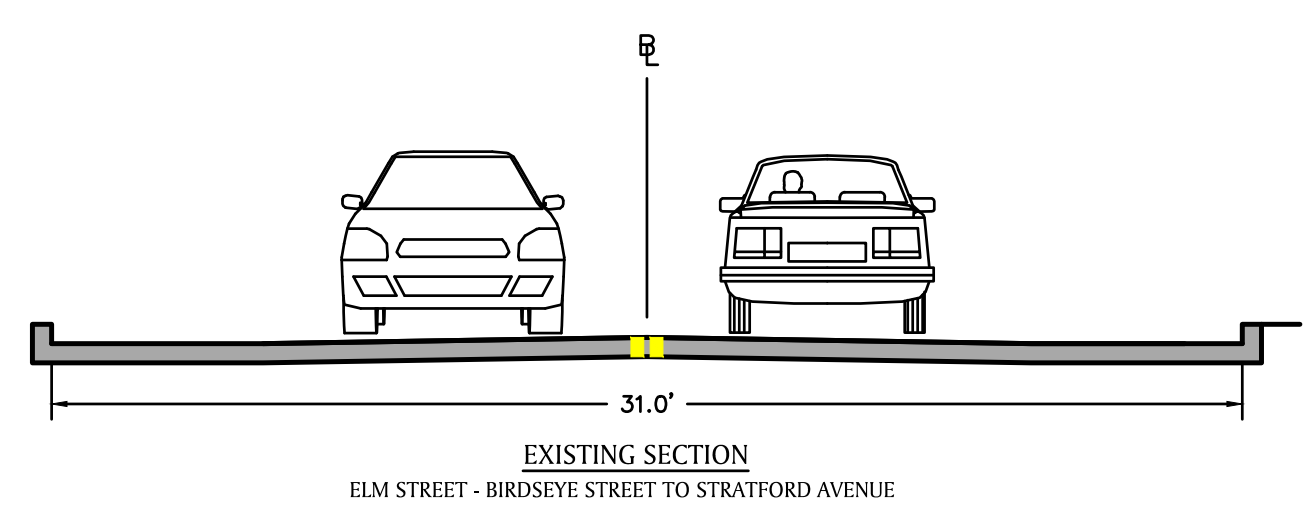 BL
31.0'
EXISTING SECTION
ELM STREET - BIRDSEYE STREET TO STRATFORD AVENUE